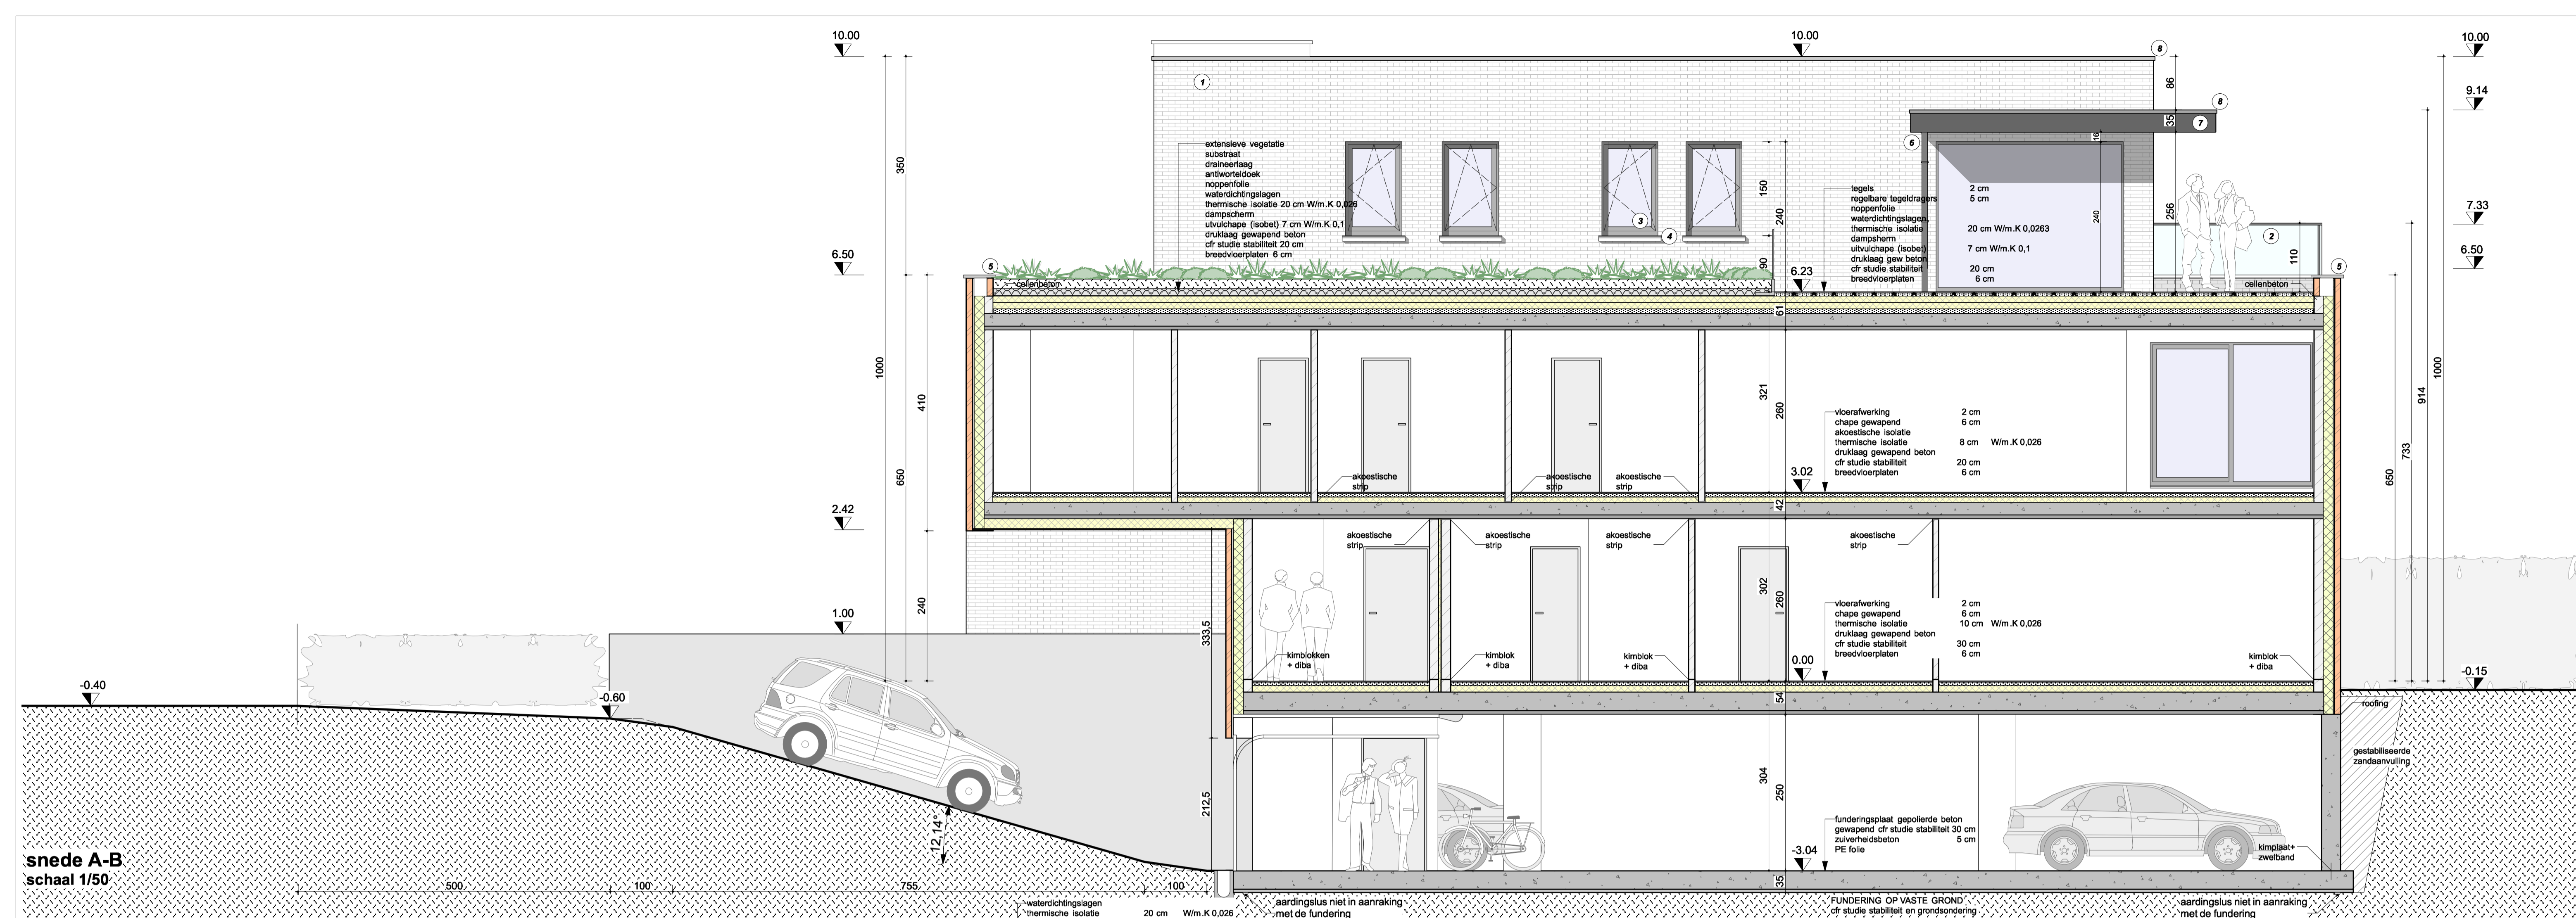 10.00
10.00
10.00
8
1
86
9.14
8
35
7
16
6
350
extensieve vegetatie
substraat
draineerlaag
antiworteldoek
noppenfolie
waterdichtingslagen
thermische isolatie 20 cm W/m.K 0,026
dampscherm
uitvulchape (isobet) 7 cm W/m.K 0,1
druklaag gewapend beton
cfr studie stabiliteit 20 cm
breedvloerplaten 6 cm
150
240
90
3
4
tegels 2 cm
regelbare tegeldragers 5 cm
noppenfolie
waterdichtingslagen,
thermische isolatie 20 cm W/m.K 0,0263
dampsherm
uitvulchape (isobet) 7 cm W/m.K 0,1
druklaag gew beton
cfr studie stabiliteit 20 cm
breedvloerplaten 6 cm
240
256
7.33
2
110
6.50
6.50
5
5
6.23
cellenbeton
cellenbeton
61
1000
410
650
321
260
1000
914
733
650
vloerafwerking 2 cm
chape gewapend 6 cm
akoestische isolatie
thermische isolatie 8 cm W/m.K 0,026
druklaag gewapend beton
cfr studie stabiliteit 20 cm
breedvloerplaten 6 cm
akoestische
strip
akoestische
strip
akoestische
strip
3.02
42
2.42
akoestische
strip
akoestische
strip
akoestische
strip
akoestische
strip
240
302
260
vloerafwerking 2 cm
chape gewapend 6 cm
thermische isolatie 10 cm W/m.K 0,026
druklaag gewapend beton
cfr studie stabiliteit 30 cm
breedvloerplaten 6 cm
1.00
333,5
kimblokken
+ diba
kimblok
+ diba
kimblok
+ diba
kimblok
+ diba
0.00
-0.40
-0.60
-0.15
54
roofing
gestabiliseerde
zandaanvulling
304
250
212,5
12,14°
funderingsplaat gepolierde beton
gewapend cfr studie stabiliteit 30 cm
zuiverheidsbeton 5 cm
PE folie
-3.04
kimplaat+
zwelband
snede A-B
schaal 1/50
500
100
755
100
35
waterdichtingslagen
thermische isolatie 20 cm W/m.K 0,026
aardingslus niet in aanraking
met de fundering
FUNDERING OP VASTE GROND
cfr studie stabiliteit en grondsondering
aardingslus niet in aanraking
met de fundering